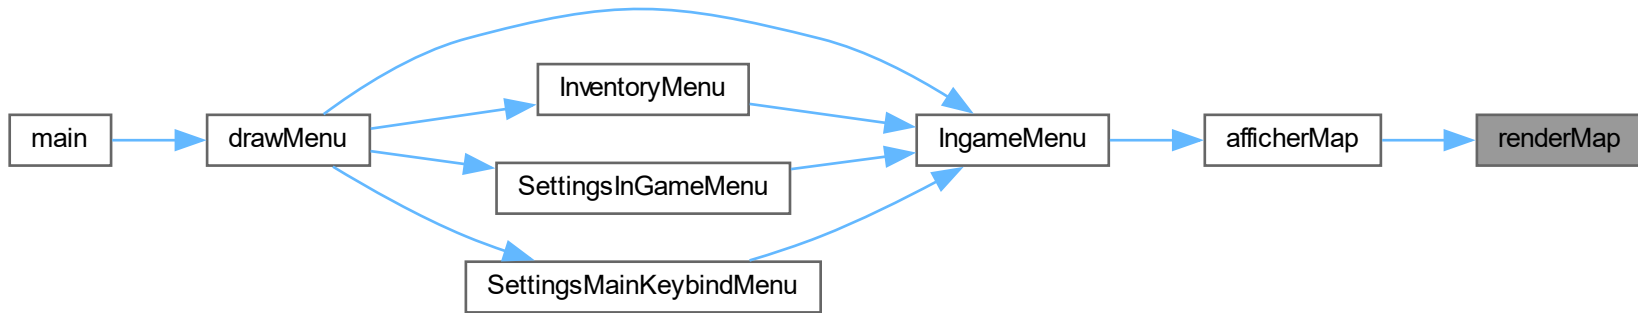 main
drawMenu
InventoryMenu
SettingsInGameMenu
SettingsMainKeybindMenu
IngameMenu
afficherMap
renderMap